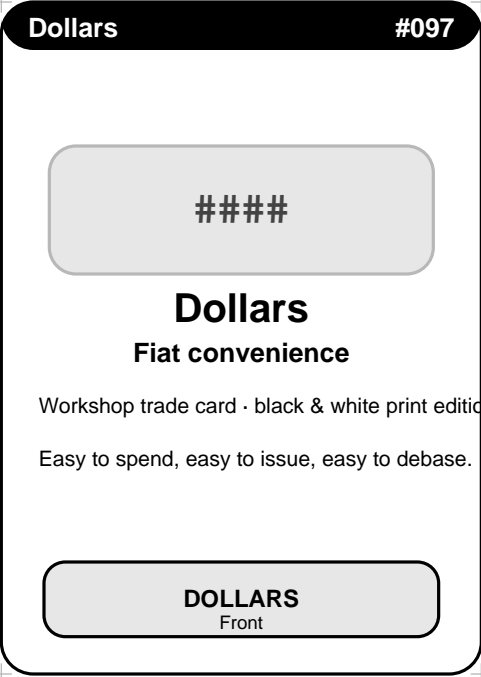 Dollars #097
####
Dollars
Fiat convenience
Workshop trade card · black & white print
Easy to spend, easy to issue, easy to debase.
DOLLARS
Front